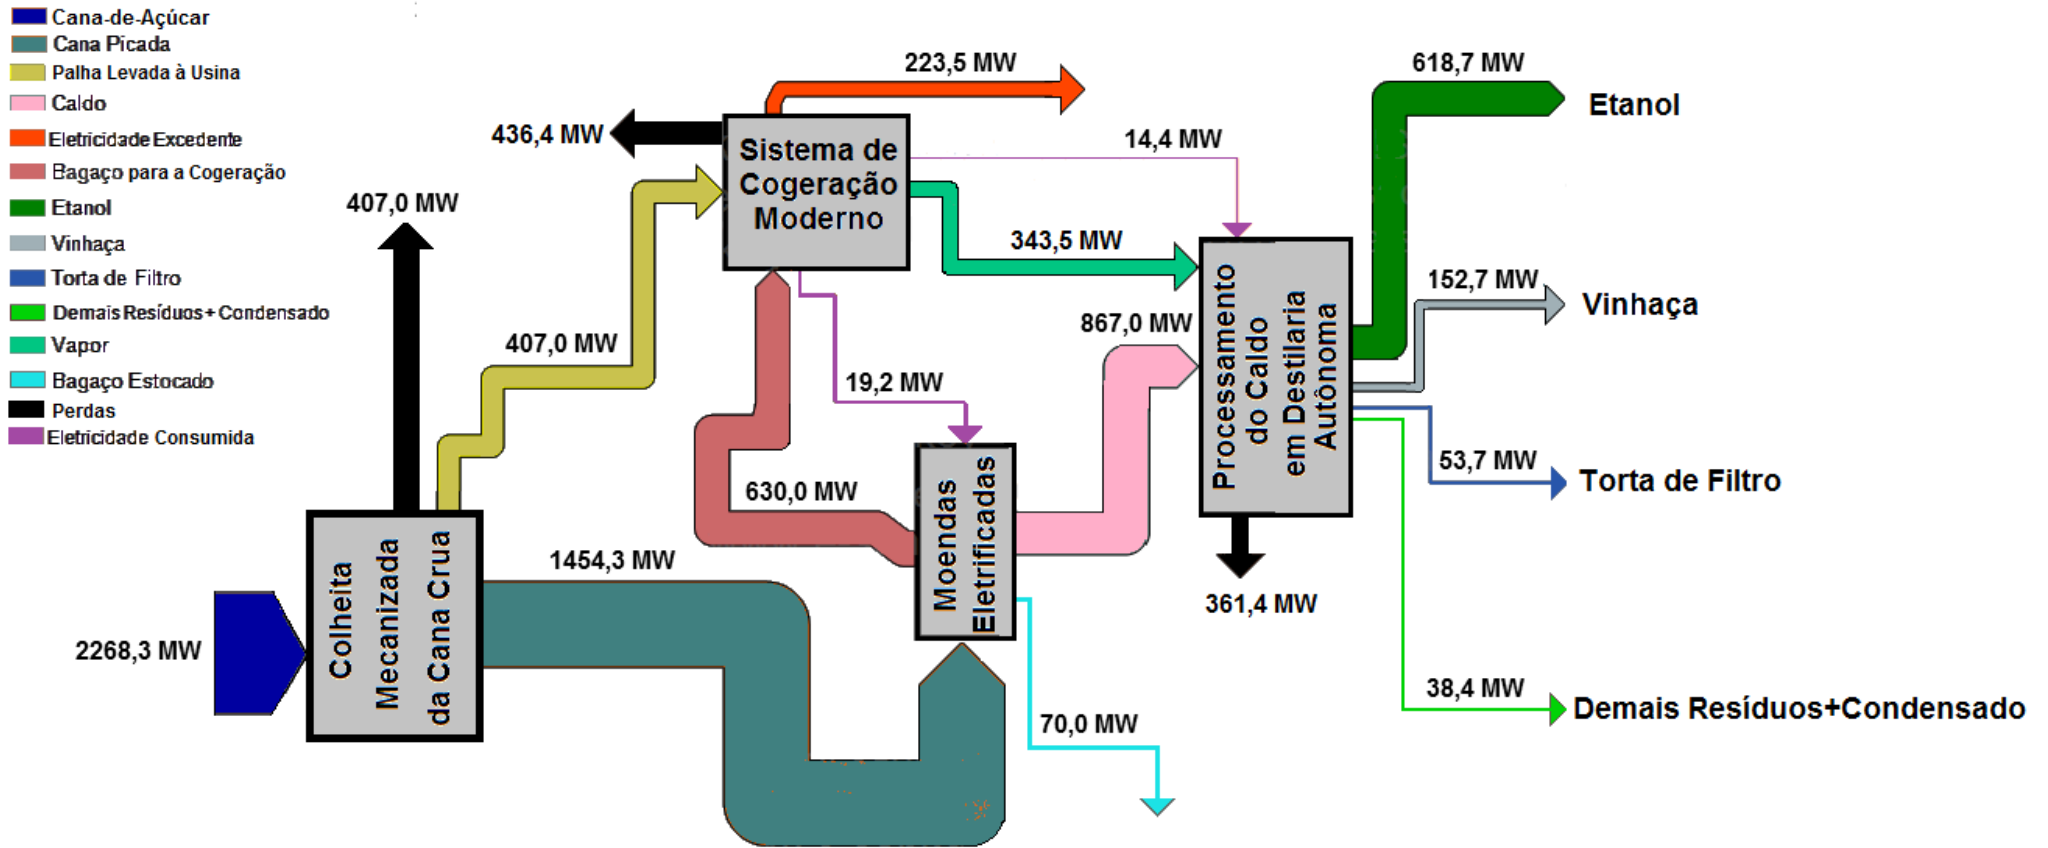 Cana-de-Açúcar
Cana Picada
Palha Levada à Usina
Caldo
Eletricidade Excedente
Bagaço para a Cogeração
Etanol
Vinhaça
Torta de Filtro
Demais Resíduos+Condensado
Vapor
Bagaço Estocado
Perdas
Eletricidade Consumida
2268,3 MW
Colheita
Mecanizada
da Cana Crua
407,0 MW
407,0 MW
1454,3 MW
436,4 MW
223,5 MW
Sistema de
Cogeração
Moderno
14,4 MW
343,5 MW
19,2 MW
630,0 MW
Moendas
Eletrificadas
867,0 MW
70,0 MW
Processamento
do Caldo
em Destilaria
Autônoma
361,4 MW
618,7 MW
Etanol
152,7 MW
Vinhaça
53,7 MW
Torta de Filtro
38,4 MW
Demais Resíduos+Condensado